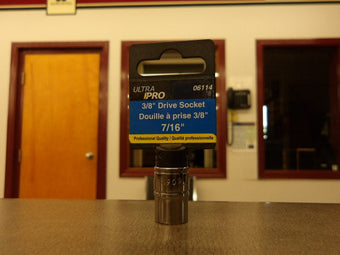 ULTRA PRO
06114
3/8" Drive Socket
Douille à prise 3/8"
7/16"
Professional Quality / Qualité professionnelle